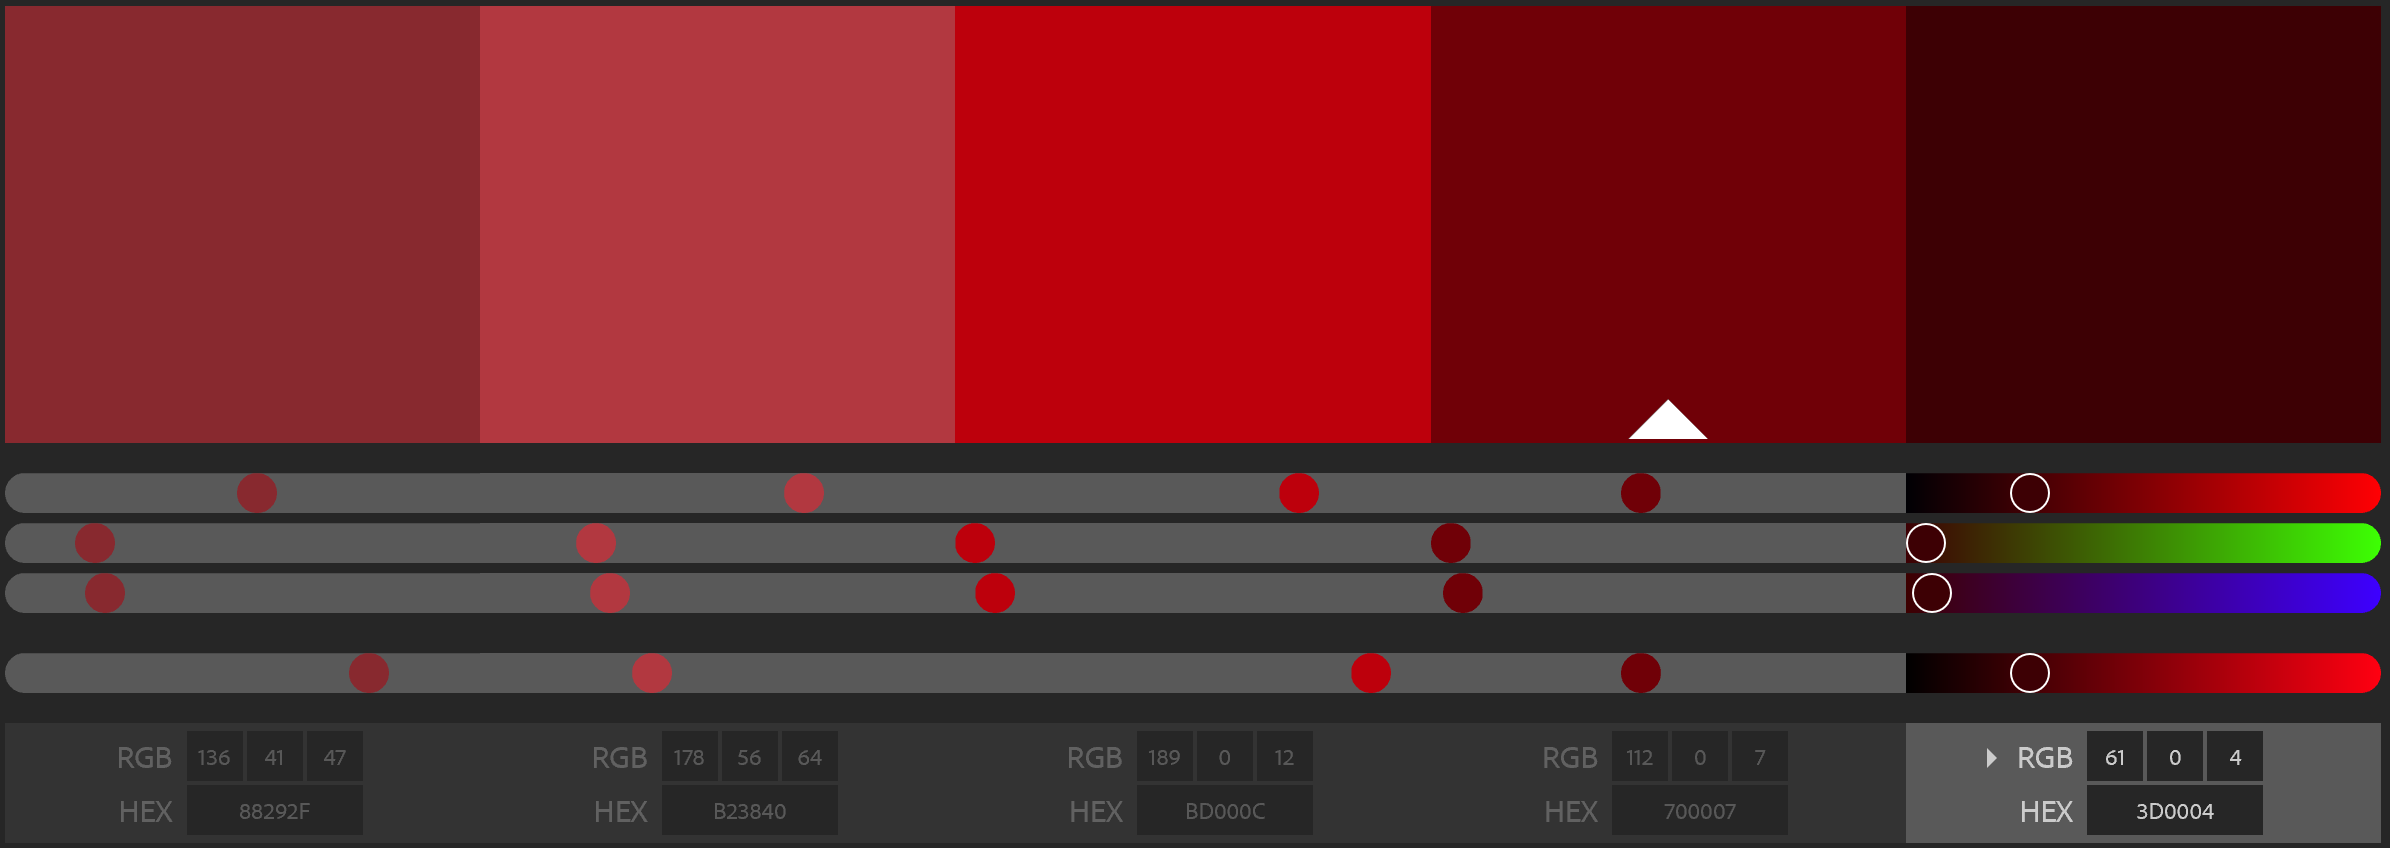 RGB 136 41 47
HEX 88292F
RGB 178 56 64
HEX B23840
RGB 189 0 12
HEX BD000C
RGB 112 0 7
HEX 700007
RGB 61 0 4
HEX 3D0004